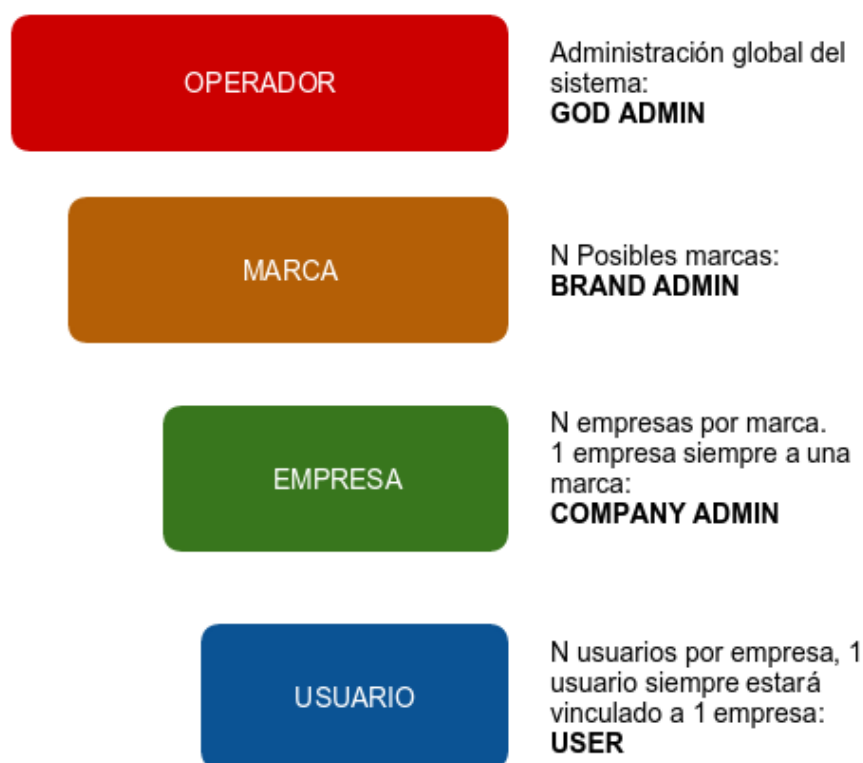 OPERADOR
Administración global del
sistema:
GOD ADMIN
MARCA
N Posibles marcas:
BRAND ADMIN
EMPRESA
N empresas por marca.
1 empresa siempre a una
marca:
COMPANY ADMIN
USUARIO
N usuarios por empresa, 1
usuario siempre estará
vinculado a 1 empresa:
USER